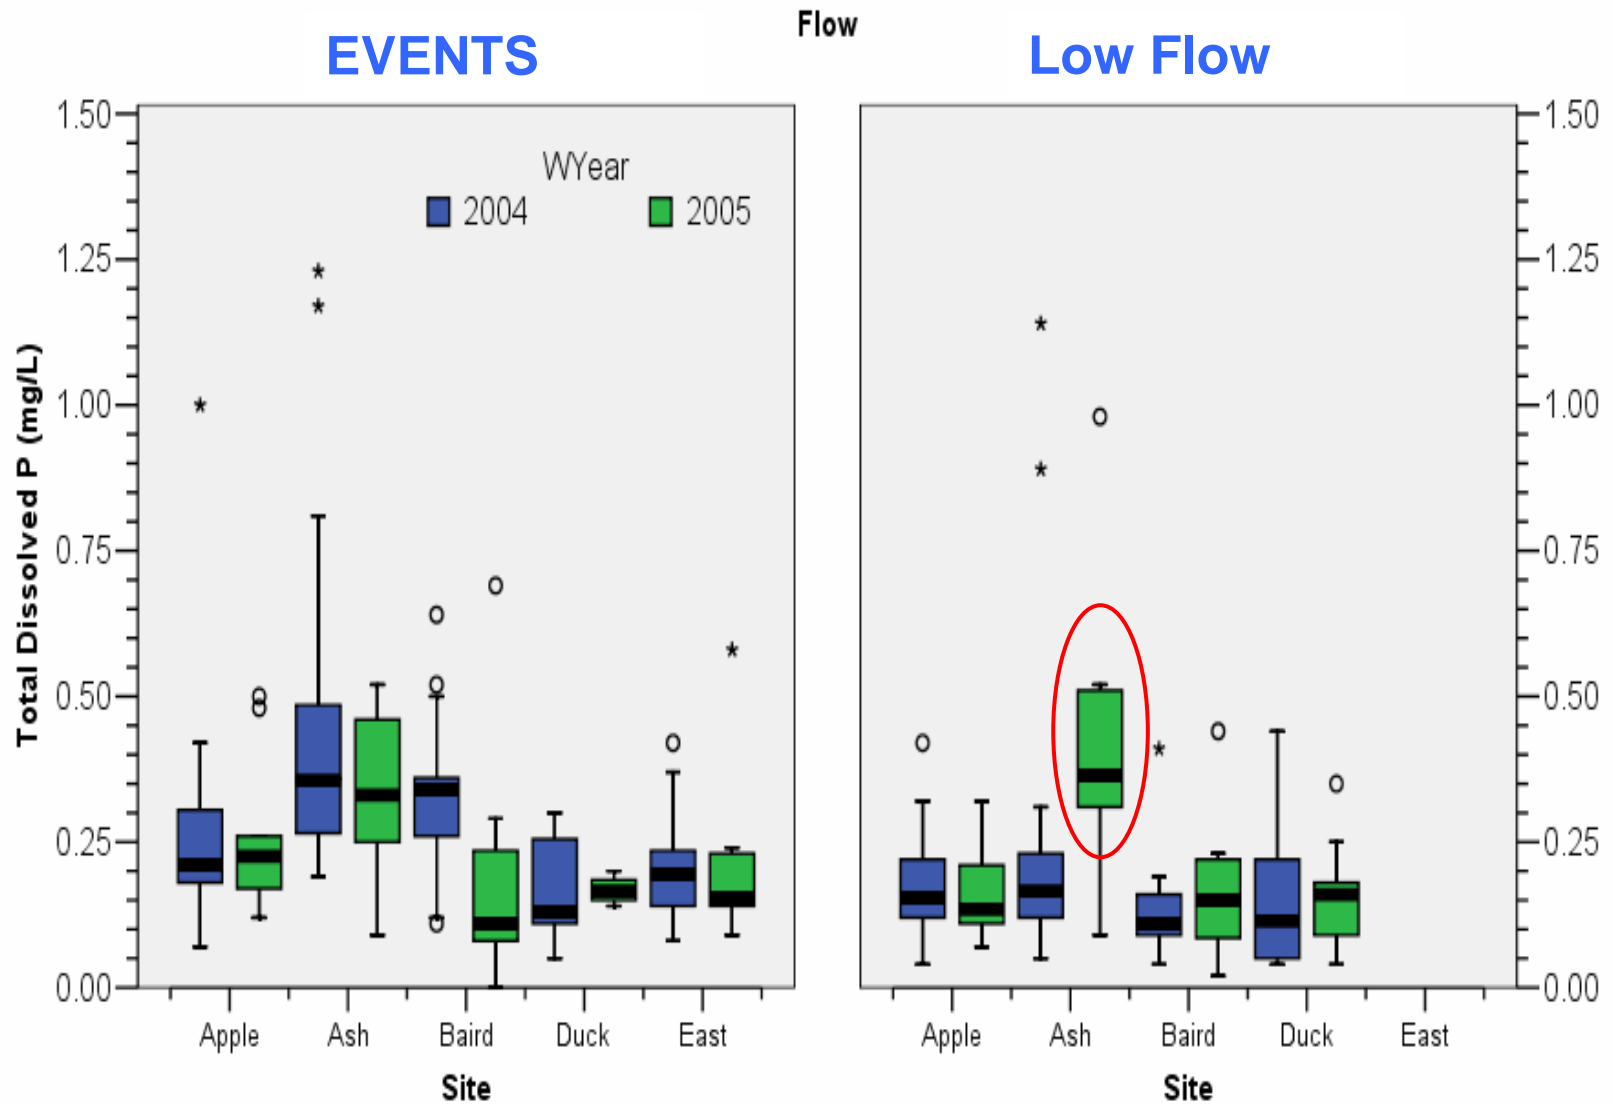 Flow
EVENTS
Low Flow
WYear
2004 2005
Total Dissolved P (mg/L)
1.50
1.25
1.00
0.75
0.50
0.25
0.00
1.50
1.25
1.00
0.75
0.50
0.25
0.00
Apple Ash Baird Duck East
Site
Apple Ash Baird Duck East
Site